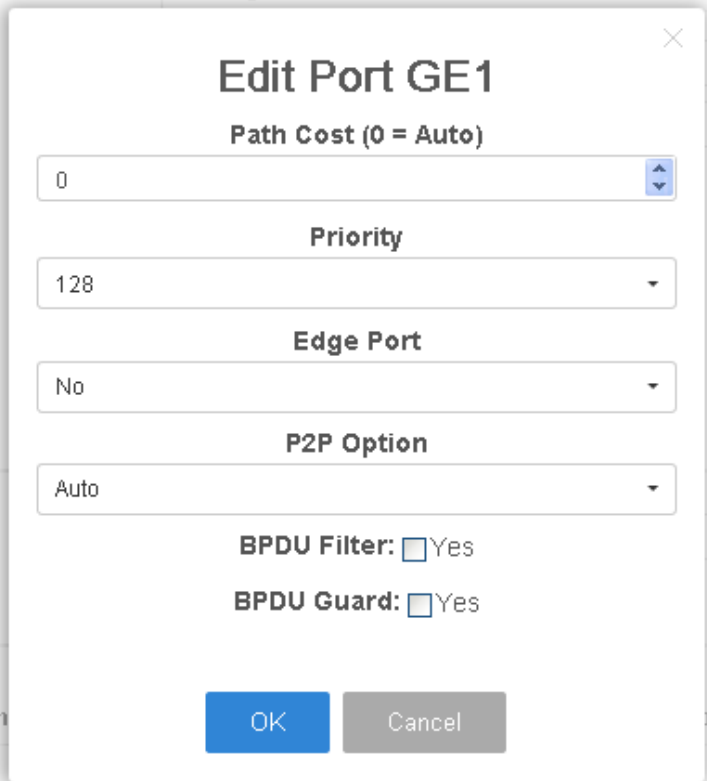 Edit Port GE1
Path Cost (0 = Auto)
0
Priority
128
Edge Port
No
P2P Option
Auto
BPDU Filter: Yes
BPDU Guard: Yes
OK Cancel